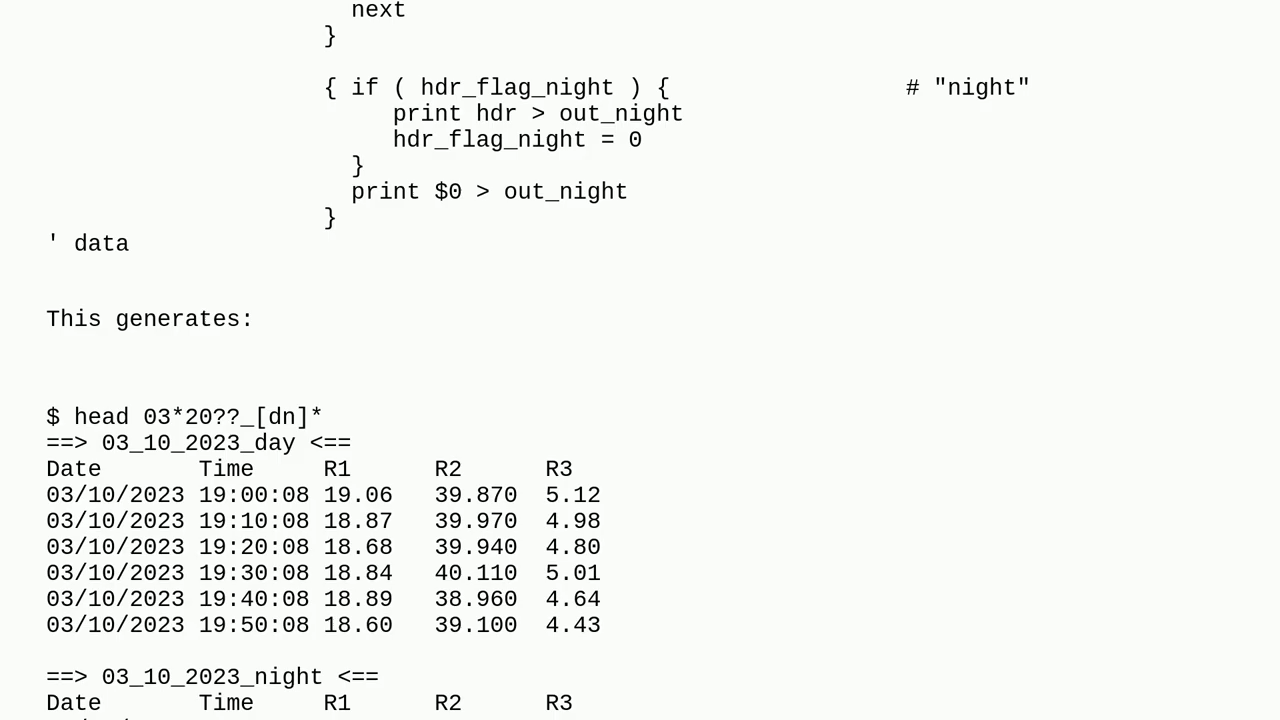 next
}
{ if ( hdr_flag_night ) { # "night"
print hdr > out_night
hdr_flag_night = 0
}
print $0 > out_night
}
' data
This generates:
$ head 03*20??_[dn]*
==> 03_10_2023_day <==
Date Time R1 R2 R3
03/10/2023 19:00:08 19.06 39.870 5.12
03/10/2023 19:10:08 18.87 39.970 4.98
03/10/2023 19:20:08 18.68 39.940 4.80
03/10/2023 19:30:08 18.84 40.110 5.01
03/10/2023 19:40:08 18.89 38.960 4.64
03/10/2023 19:50:08 18.60 39.100 4.43
==> 03_10_2023_night <==
Date Time R1 R2 R3